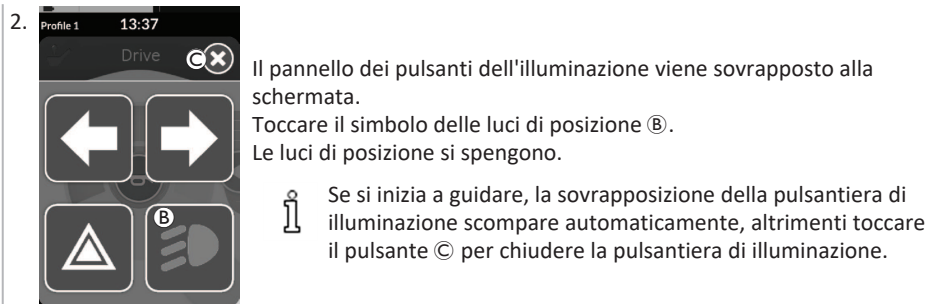 2.
Profile 1 13:37
Drive Ⓒ
Ⓑ
Il pannello dei pulsanti dell'illuminazione viene sovrapposto alla
schermata.
Toccare il simbolo delle luci di posizione Ⓑ.
Le luci di posizione si spengono.
Se si inizia a guidare, la sovrapposizione della pulsantiera di
illuminazione scompare automaticamente, altrimenti toccare
il pulsante Ⓒ per chiudere la pulsantiera di illuminazione.